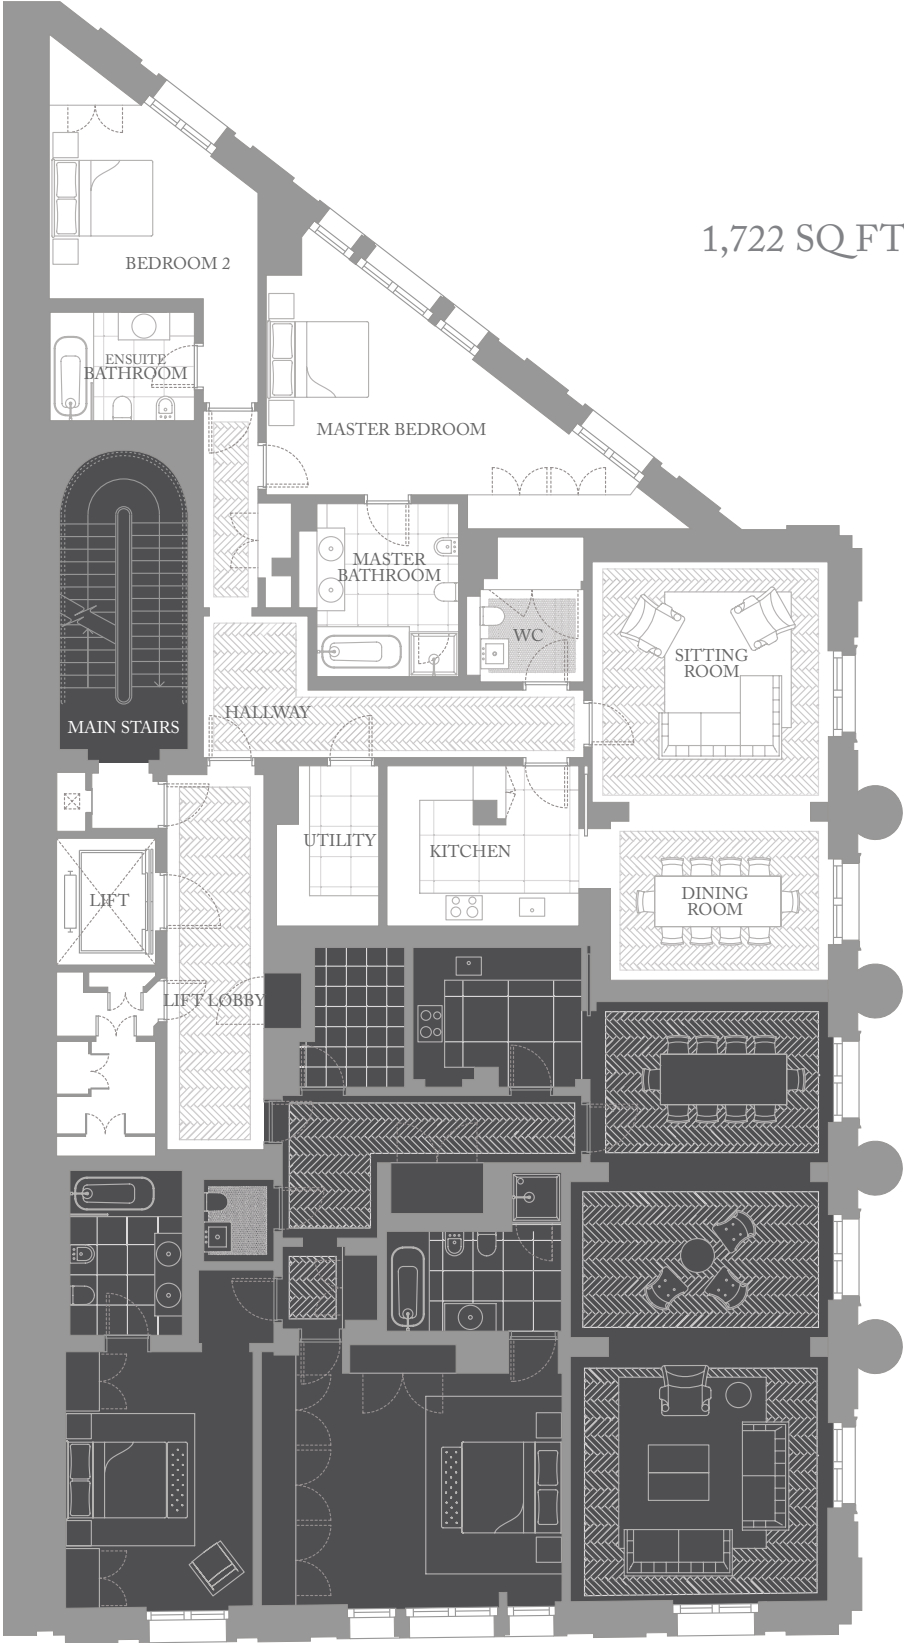 1,722 SQ FT
BEDROOM 2
ENSUITE
BATHROOM
MASTER BEDROOM
MASTER
BATHROOM
WC
SITTING
ROOM
HALLWAY
MAIN STAIRS
UTILITY
KITCHEN
DINING
ROOM
LIFT
LIFT LOBBY